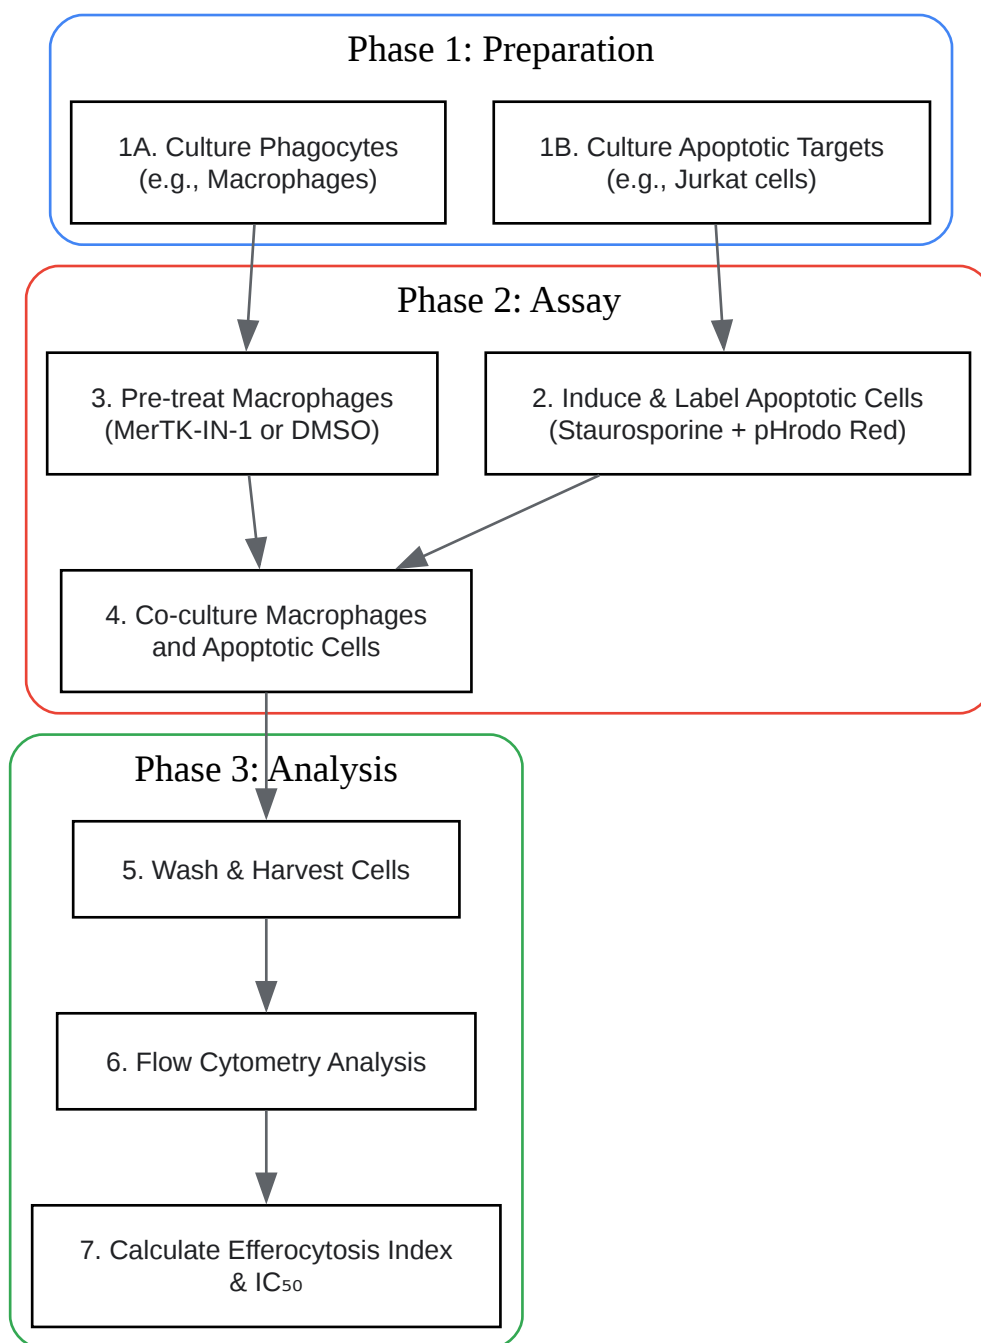 Phase 1: Preparation
1A. Culture Phagocytes
(e.g., Macrophages)
1B. Culture Apoptotic Targets
(e.g., Jurkat cells)
Phase 2: Assay
3. Pre-treat Macrophages
(MerTK-IN-1 or DMSO)
2. Induce & Label Apoptotic Cells
(Staurosporine + pHrodo Red)
4. Co-culture Macrophages
and Apoptotic Cells
Phase 3: Analysis
5. Wash & Harvest Cells
6. Flow Cytometry Analysis
7. Calculate Efferocytosis Index
& IC₅₀